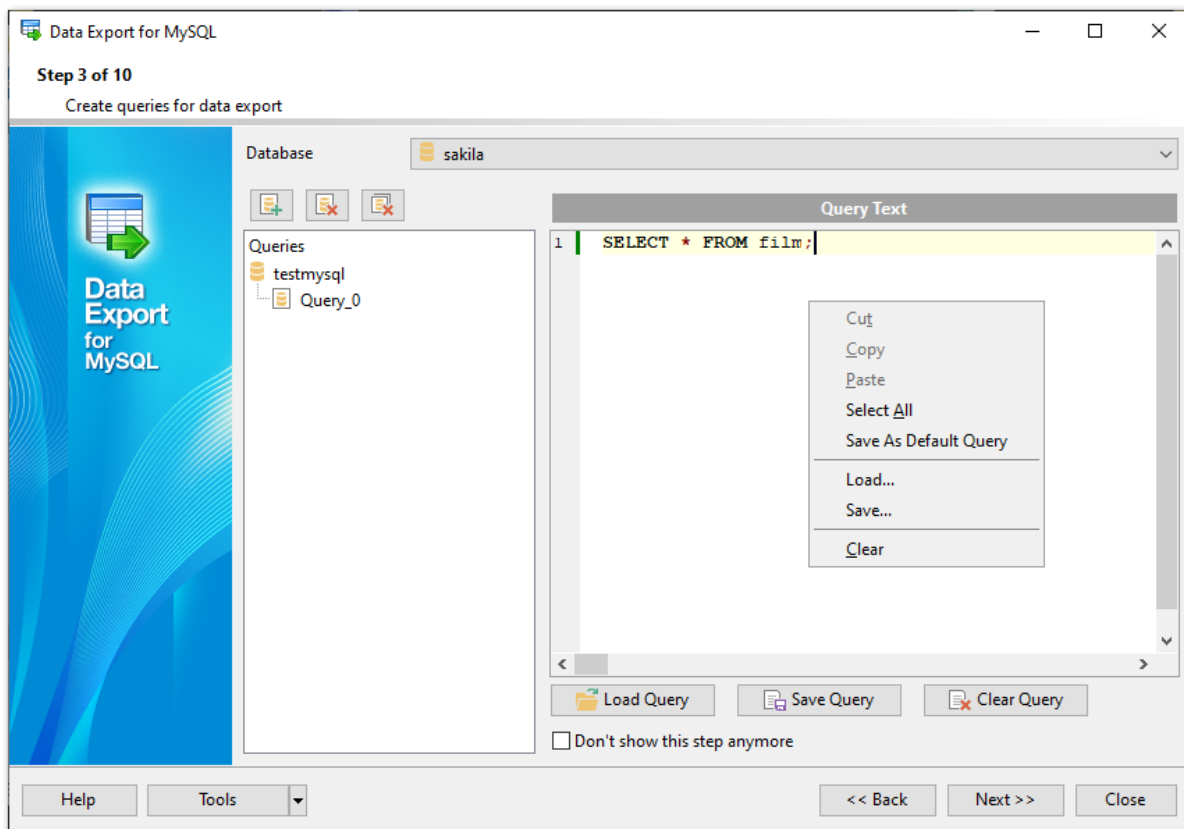 Data Export for MySQL
Step 3 of 10
Create queries for data export
Data
Export
for
MySQL
Database
sakila
Queries
testmysql
Query_0
Query Text
1 SELECT * FROM film;
Cut
Copy
Paste
Select All
Save As Default Query
Load...
Save...
Clear
Load Query
Save Query
Clear Query
Don't show this step anymore
Help
Tools
<< Back
Next >>
Close